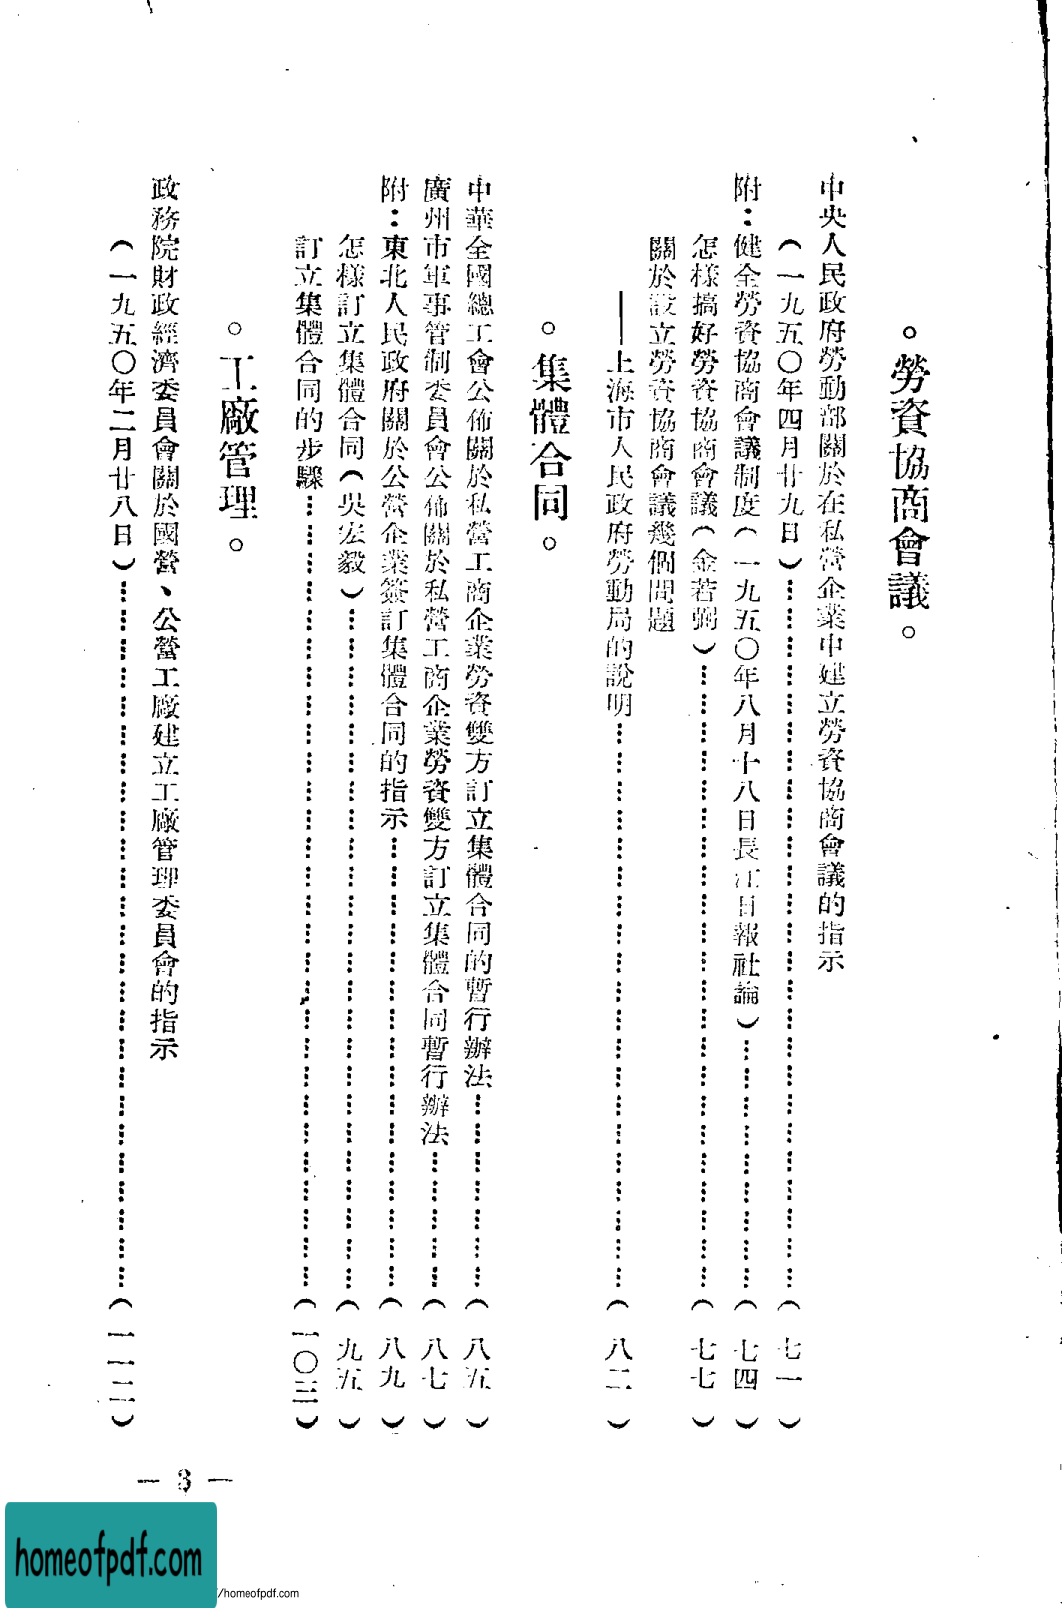 。勞資協商會議。
中央人民政府勞動部關於在私營企業中建立勞資協商會議的指示
（一九五〇年四月廿九日）……（七一）
附：健全勞資協商會議制度（一九五〇年八月十八日長江日報社論）……（七四）
怎樣搞好勞資協商會議（金若弼）……（七七）
關於設立勞資協商會議幾個問題
——上海市人民政府勞動局的說明……（八二）
。集體合同。
中華全國總工會公佈關於私營工商企業勞資雙方訂立集體合同的暫行辦法……（八五）
廣州市軍事管制委員會公佈關於私營工商企業勞資雙方訂立集體合同暫行辦法……（八七）
附：東北人民政府關於公營企業簽訂集體合同的指示……（八九）
怎樣訂立集體合同（吳宏毅）……（九五）
訂立集體合同的步驟……（一〇三）
。工廠管理。
政務院財政經濟委員會關於國營、公營工廠建立工廠管理委員會的指示
（一九五〇年二月廿八日）……（一一二）
— 3 —
homeofpdf.com
/homeofpdf.com